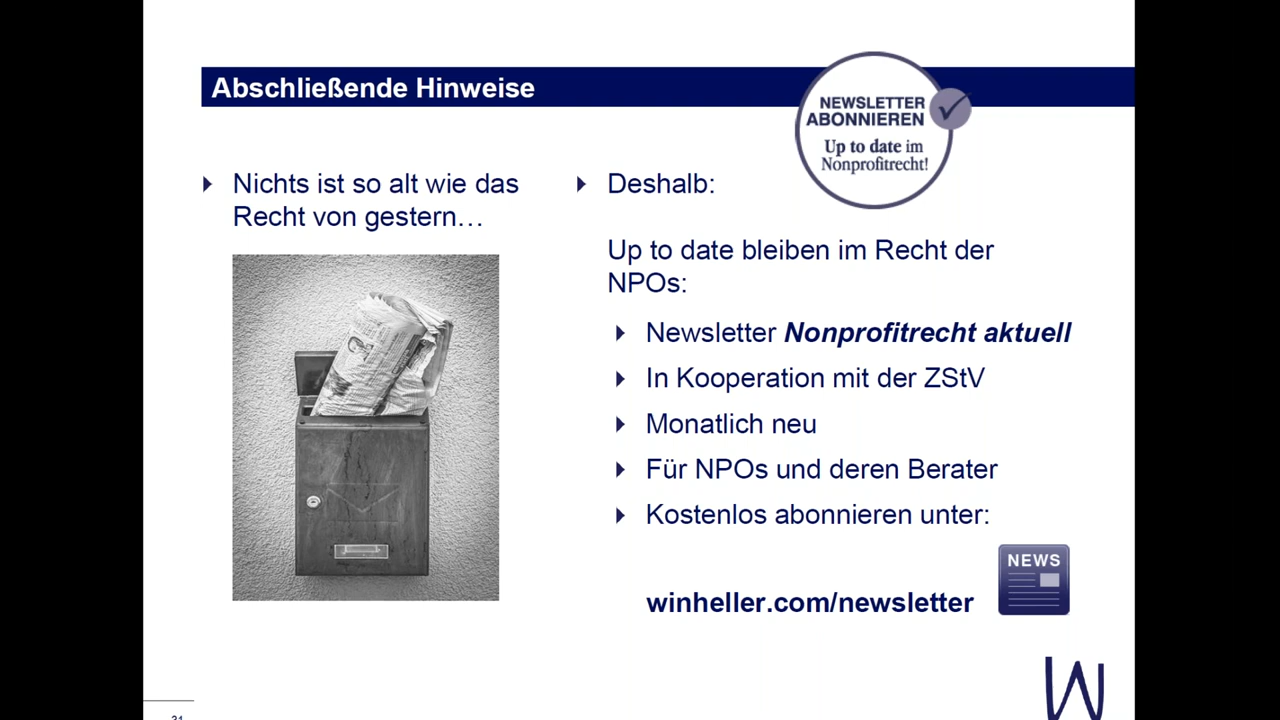 Abschließende Hinweise
NEWSLETTER
ABONNIEREN
Up to date im
Nonprofitrecht!
Nichts ist so alt wie das
Recht von gestern…
Deshalb:
Up to date bleiben im Recht der
NPOs:
Newsletter Nonprofitrecht aktuell
In Kooperation mit der ZStV
Monatlich neu
Für NPOs und deren Berater
Kostenlos abonnieren unter:
NEWS
winheller.com/newsletter
W